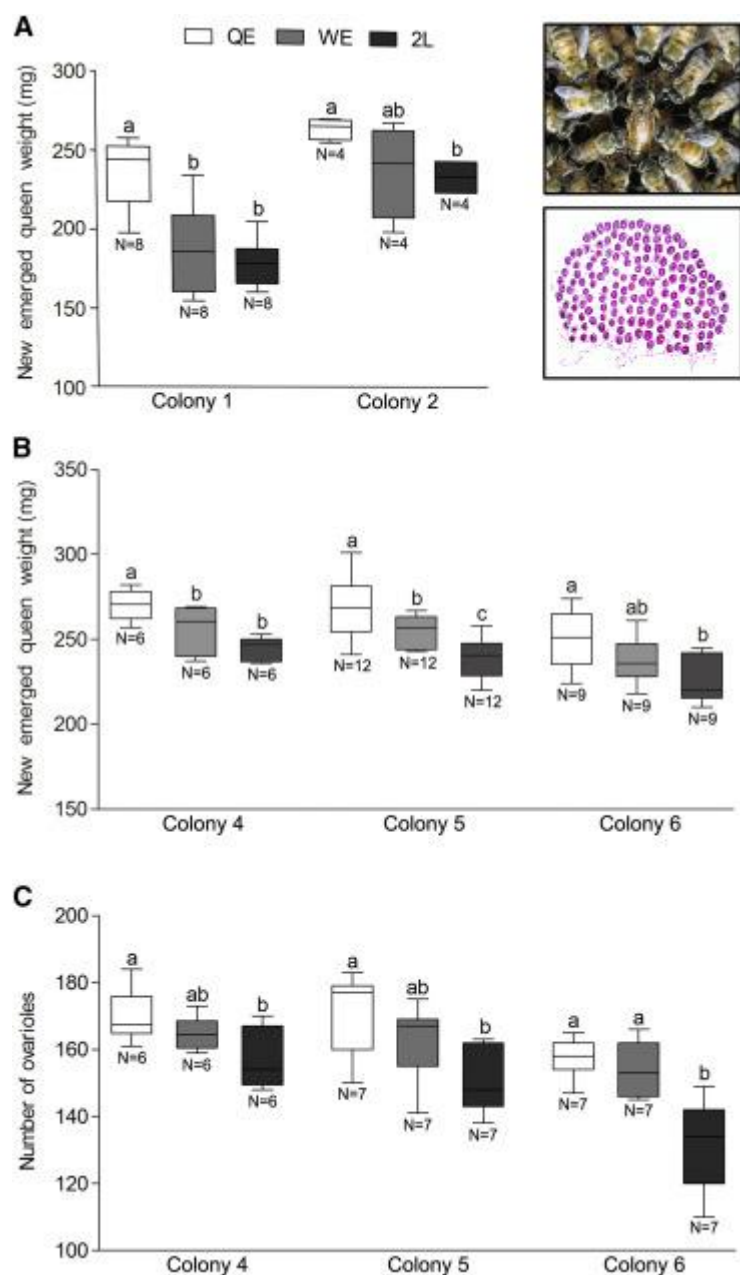 A
QE WE 2L
New emerged queen weight (mg)
300
250
200
150
100
a b b a ab b
N=8 N=8 N=8 N=4 N=4 N=4
Colony 1 Colony 2
B
New emerged queen weight (mg)
350
300
250
200
150
a b b a b c a ab b
N=6 N=6 N=6 N=12 N=12 N=12 N=9 N=9 N=9
Colony 4 Colony 5 Colony 6
C
Number of ovarioles
200
180
160
140
120
100
a ab b a ab b a a b
N=6 N=6 N=6 N=7 N=7 N=7 N=7 N=7 N=7
Colony 4 Colony 5 Colony 6